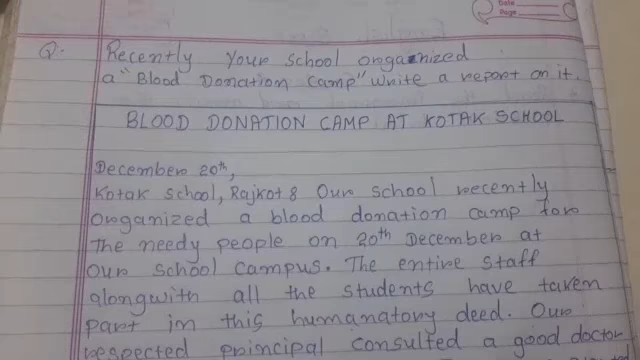 Date
Page
Q. Recently Your school organized
a "Blood Donation Camp" Write a report on it.
BLOOD DONATION CAMP AT KOTAK SCHOOL
December 20th,
Kotak School, Rajkot : Our school recently
organized a blood donation camp for
the needy people on 20th December at
our school campus. The entire staff
alongwith all the students have taken
part in this humanatory deed. Our
respected principal consulted a good doctor